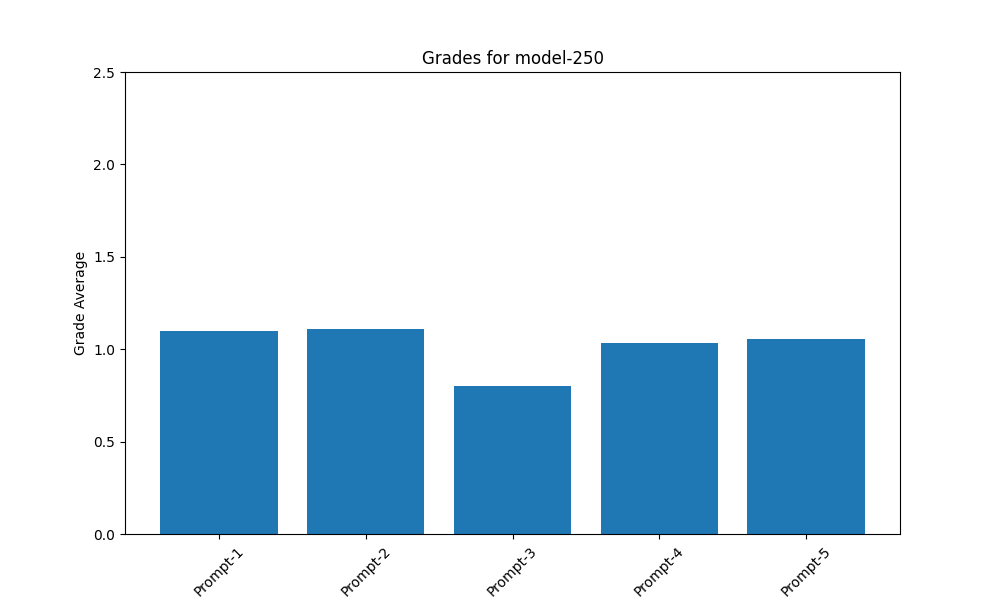 Grades for model-250
2.5
2.0
1.5
1.0
0.5
0.0
Grade Average
Prompt-1
Prompt-2
Prompt-3
Prompt-4
Prompt-5